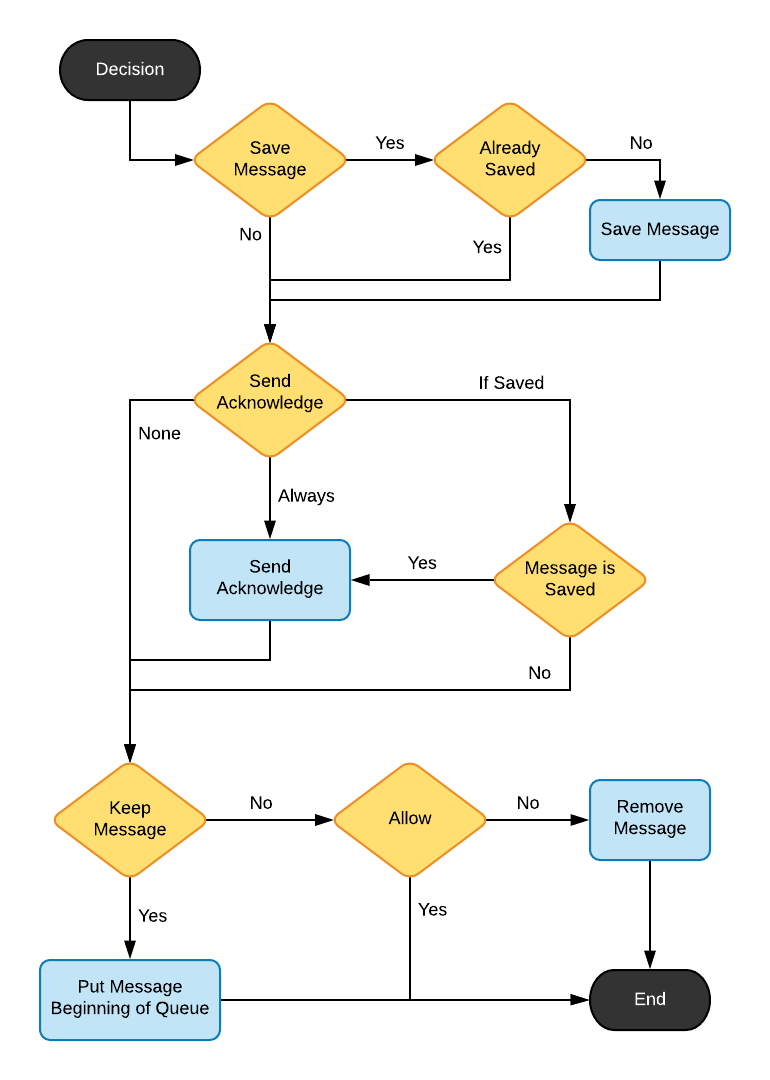 Decision
Save
Message
Yes
Already
Saved
No
Save Message
No
Yes
Send
Acknowledge
If Saved
None
Always
Send
Acknowledge
Yes
Message is
Saved
No
Keep
Message
No
Allow
No
Remove
Message
Yes
Yes
Put Message
Beginning of Queue
End